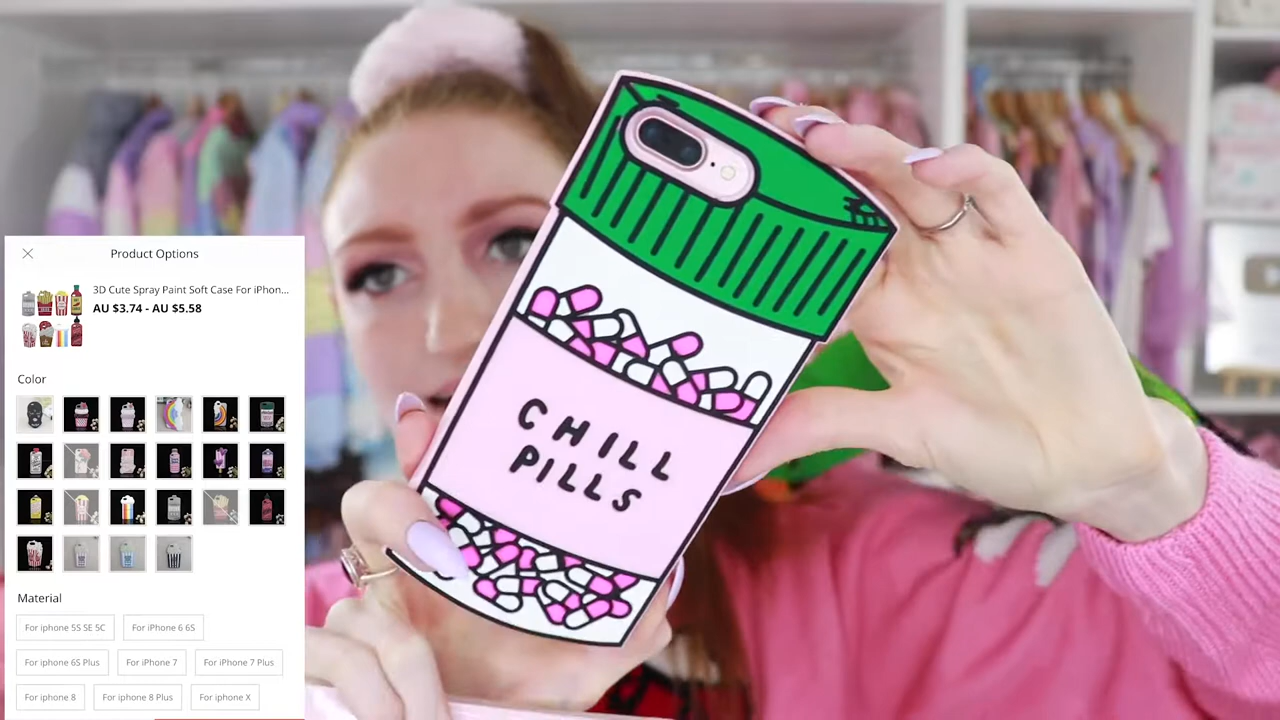 Product Options
3D Cute Spray Paint Soft Case For iPhon...
AU $3.74 - AU $5.58
Color
Material
For iphone 5S SE 5C
For iPhone 6 6S
For iphone 6S Plus
For iPhone 7
For iPhone 7 Plus
For iphone 8
For iphone 8 Plus
For iphone X
CHILL
PILLS